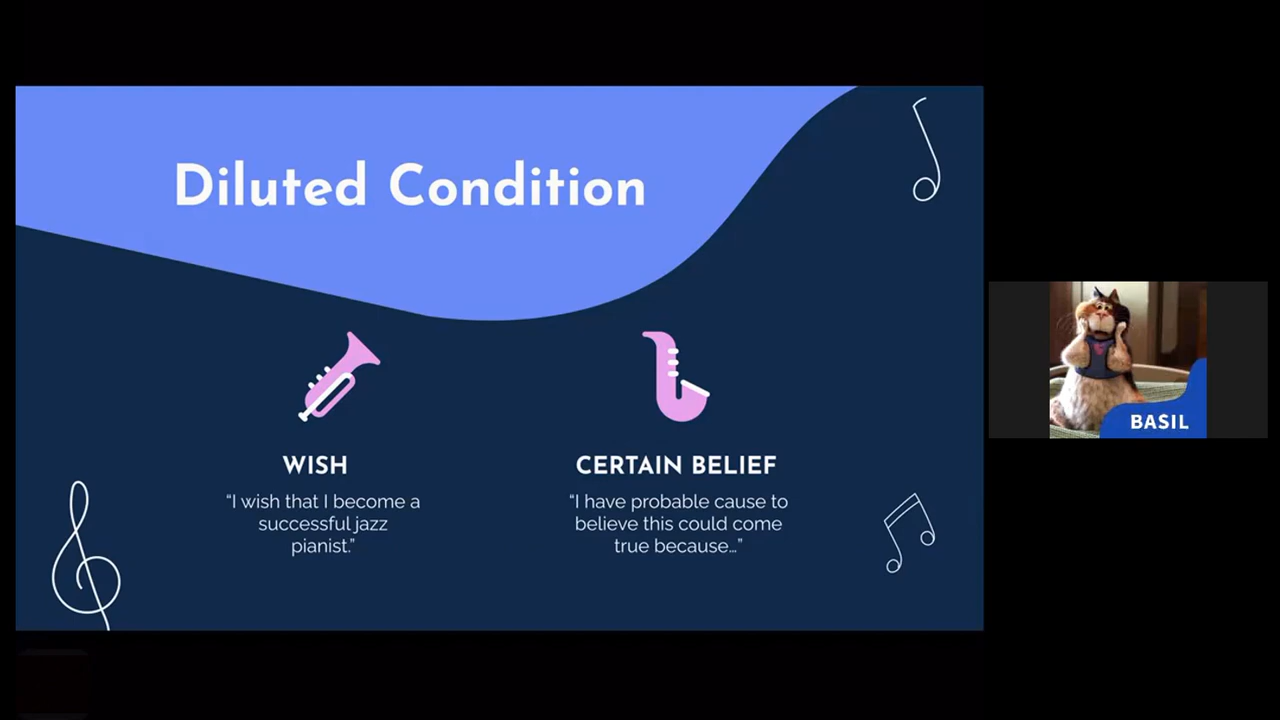 Diluted Condition
WISH
“I wish that I become a
successful jazz
pianist.”
CERTAIN BELIEF
“I have probable cause to
believe this could come
true because…”
BASIL